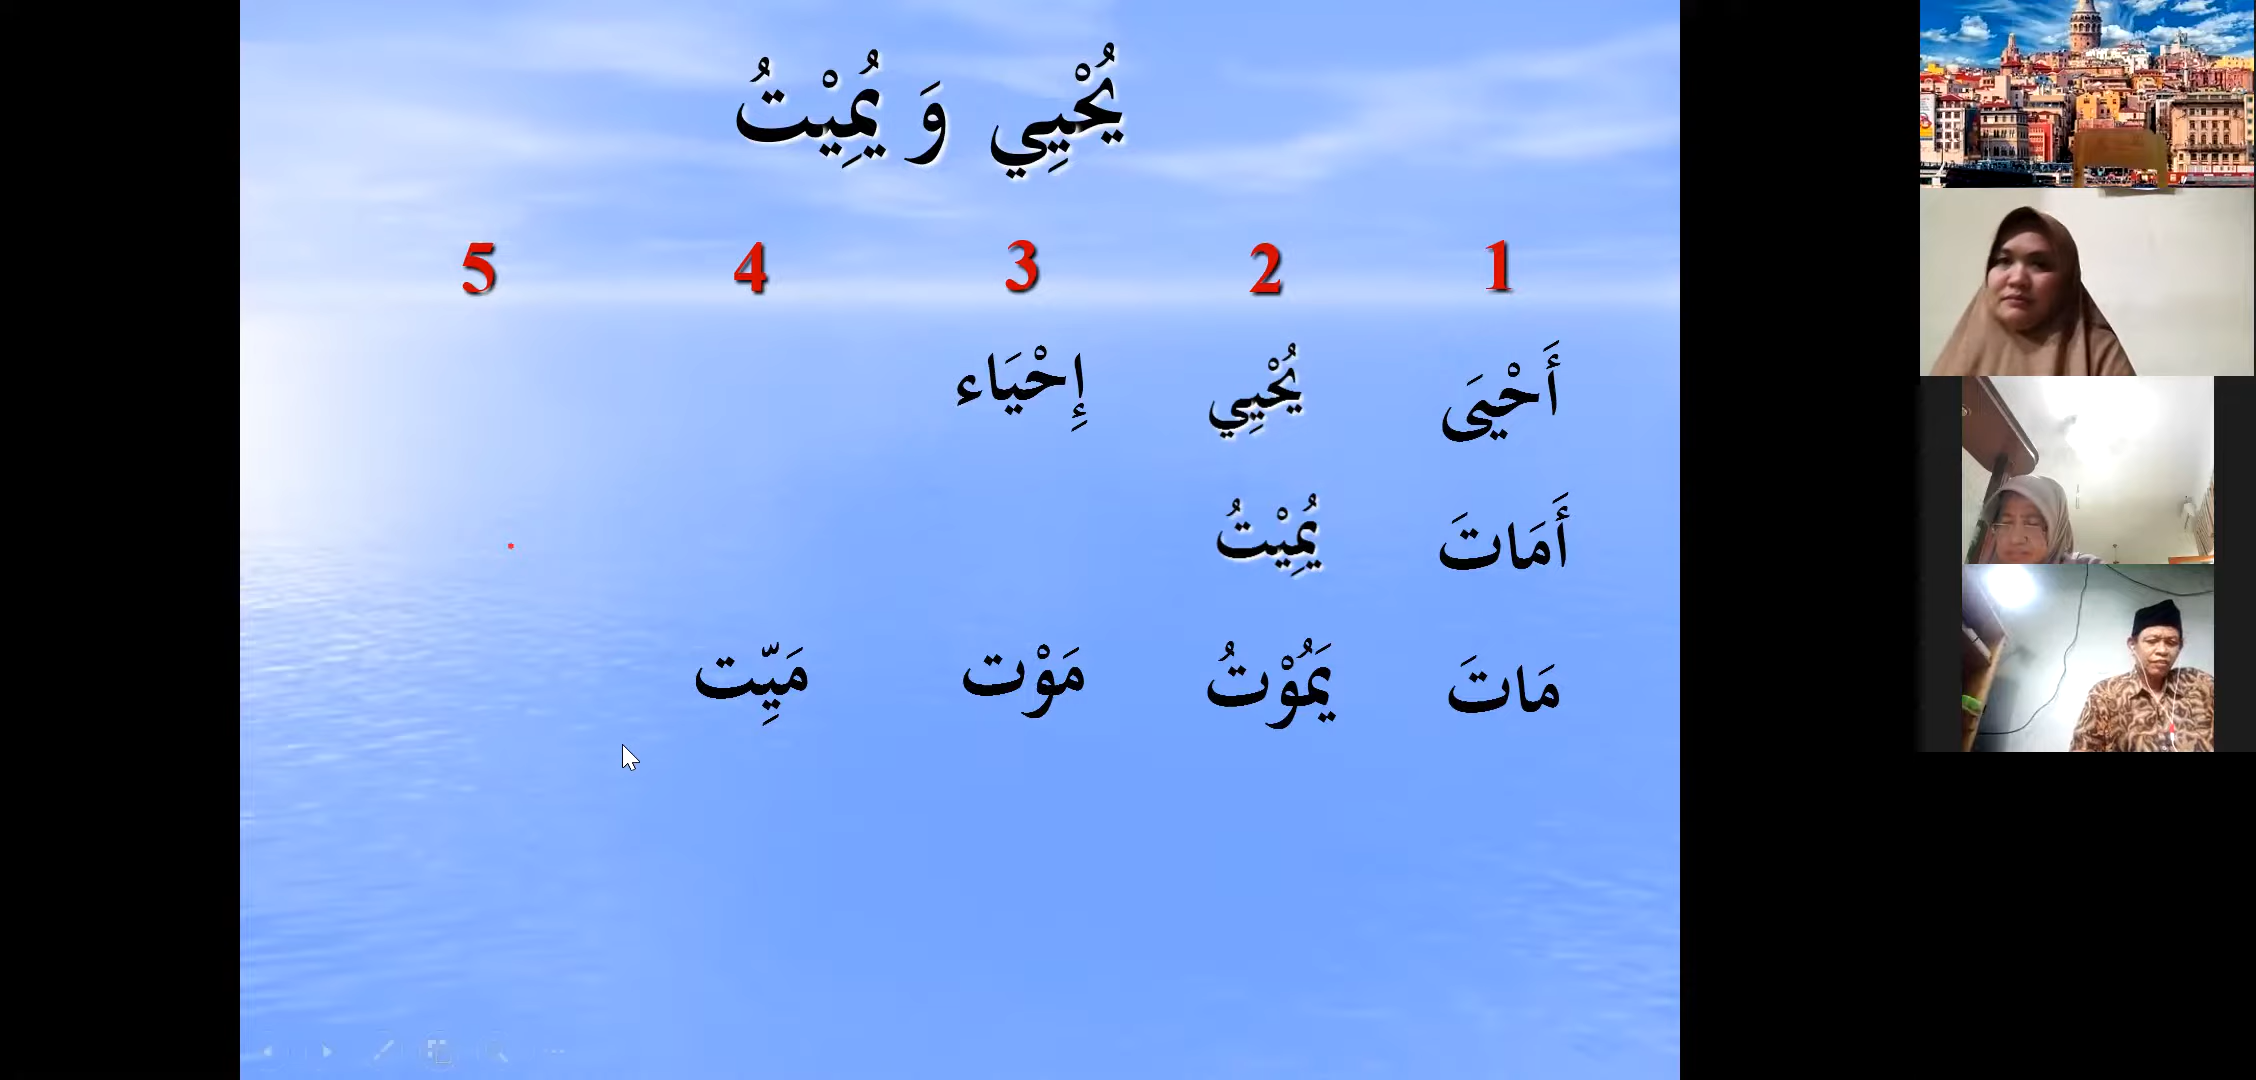 يُحْيِي وَ يُمِيْتُ
1 2 3 4 5
أَحْيَى يُحْيِي إِحْيَاء
أَمَاتَ يُمِيْتُ
مَاتَ يَمُوْتُ مَوْت مَيِّت